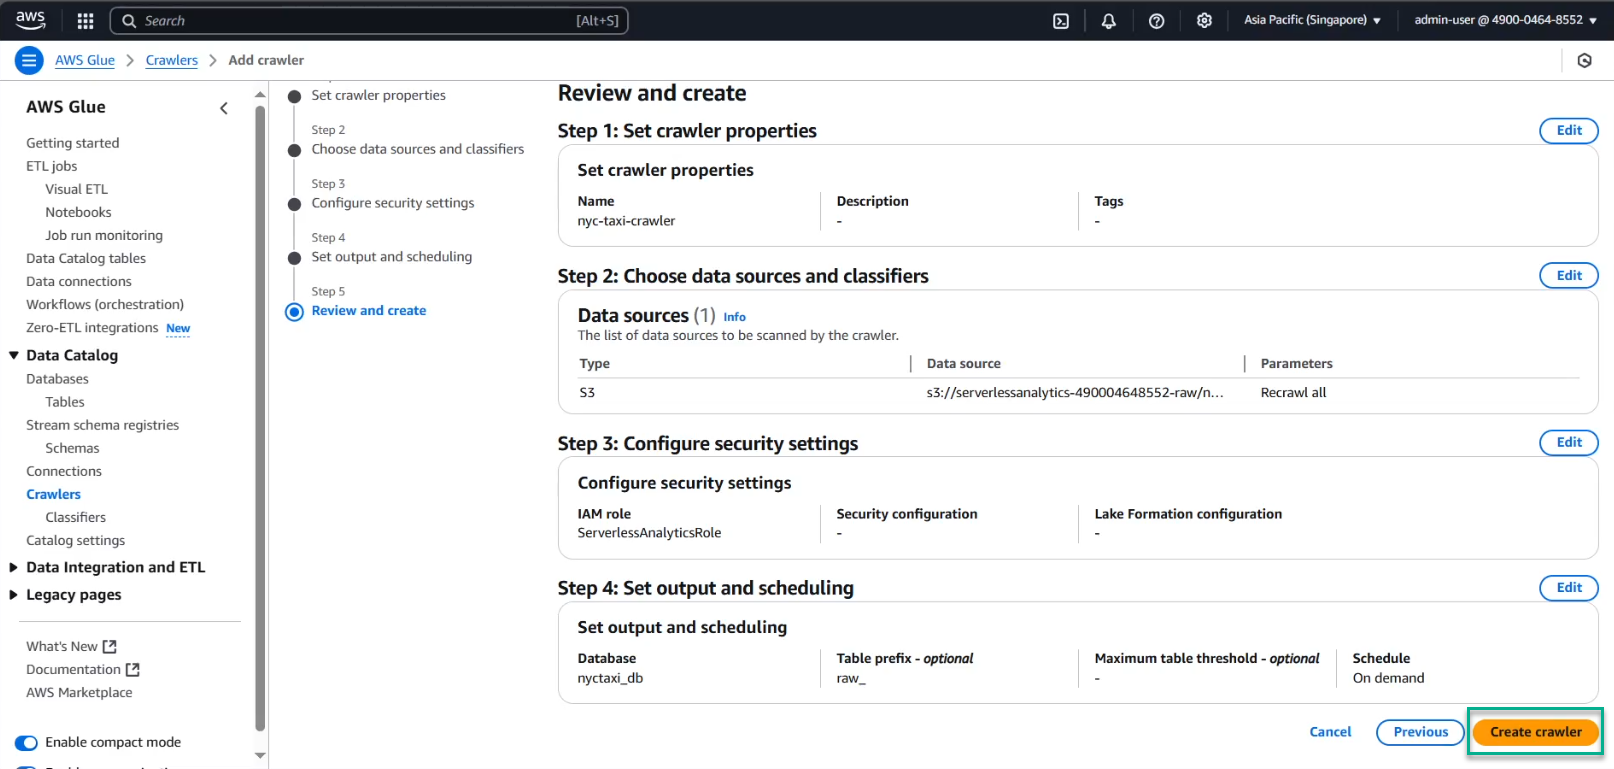 aws
Search
[Alt+S]
Asia Pacific (Singapore)
admin-user @ 4900-0464-8552
AWS Glue
Crawlers
Add crawler
AWS Glue
Getting started
ETL jobs
Visual ETL
Notebooks
Job run monitoring
Data Catalog tables
Data connections
Workflows (orchestration)
Zero-ETL integrations New
Data Catalog
Databases
Tables
Stream schema registries
Schemas
Connections
Crawlers
Classifiers
Catalog settings
Data Integration and ETL
Legacy pages
What's New
Documentation
AWS Marketplace
Enable compact mode
Set crawler properties
Step 2
Choose data sources and classifiers
Step 3
Configure security settings
Step 4
Set output and scheduling
Step 5
Review and create
Review and create
Step 1: Set crawler properties
Edit
Set crawler properties
Name
nyc-taxi-crawler
Description
-
Tags
-
Step 2: Choose data sources and classifiers
Edit
Data sources (1) Info
The list of data sources to be scanned by the crawler.
Type
Data source
Parameters
S3
s3://serverlessanalytics-490004648552-raw/n...
Recrawl all
Step 3: Configure security settings
Edit
Configure security settings
IAM role
ServerlessAnalyticsRole
Security configuration
-
Lake Formation configuration
-
Step 4: Set output and scheduling
Edit
Set output and scheduling
Database
nyctaxi_db
Table prefix - optional
raw_
Maximum table threshold - optional
-
Schedule
On demand
Cancel
Previous
Create crawler